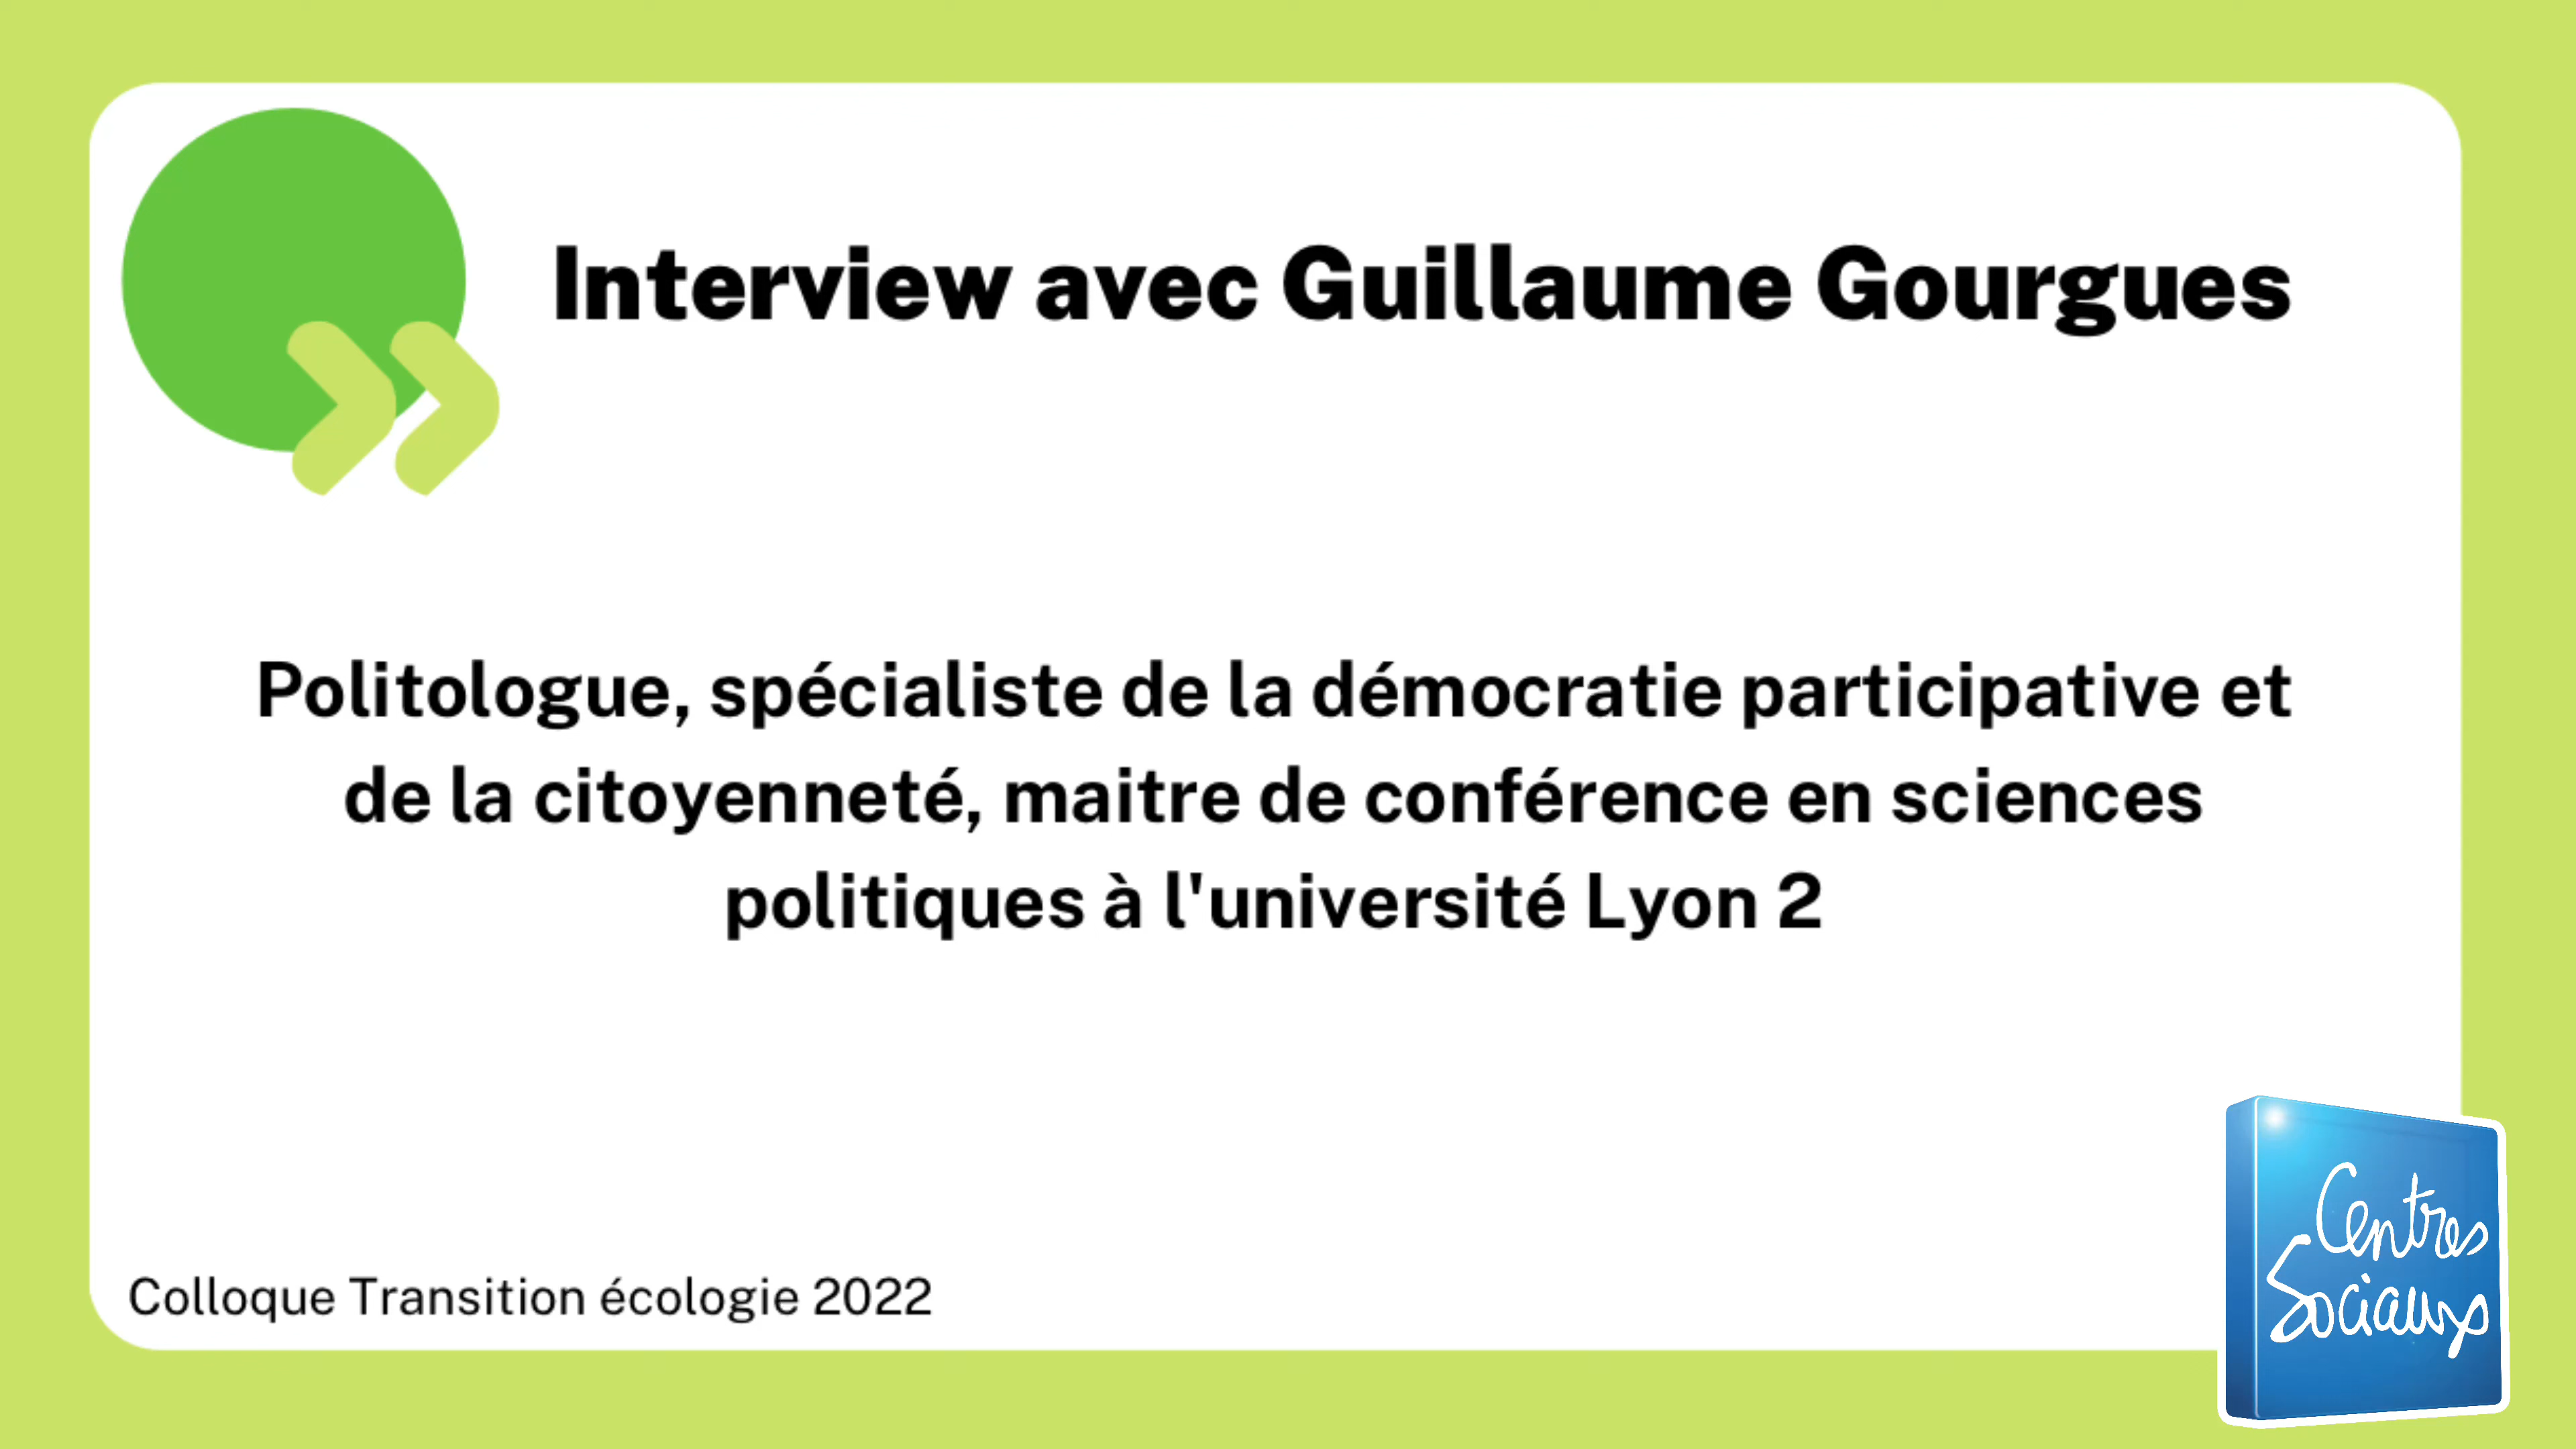 Interview avec Guillaume Gourgues
Politologue, spécialiste de la démocratie participative et
de la citoyenneté, maitre de conférence en sciences
politiques à l'université Lyon 2
Colloque Transition écologie 2022
Centres
Sociaux